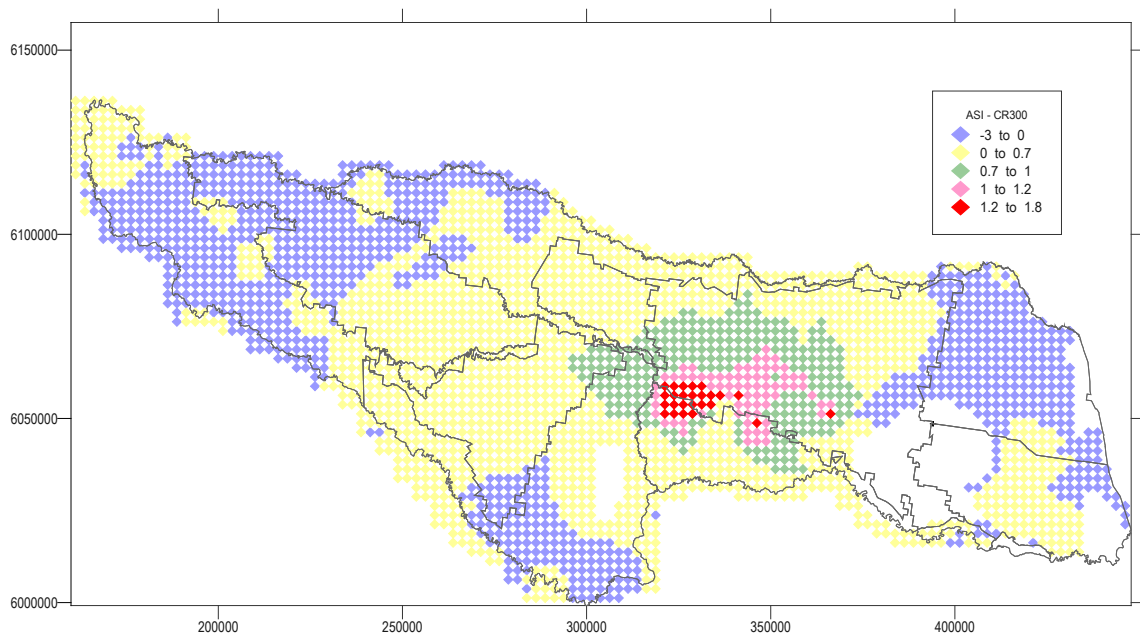 6150000
6100000
6050000
6000000
ASI - CR300
-3 to 0
0 to 0.7
0.7 to 1
1 to 1.2
1.2 to 1.8
200000 250000 300000 350000 400000